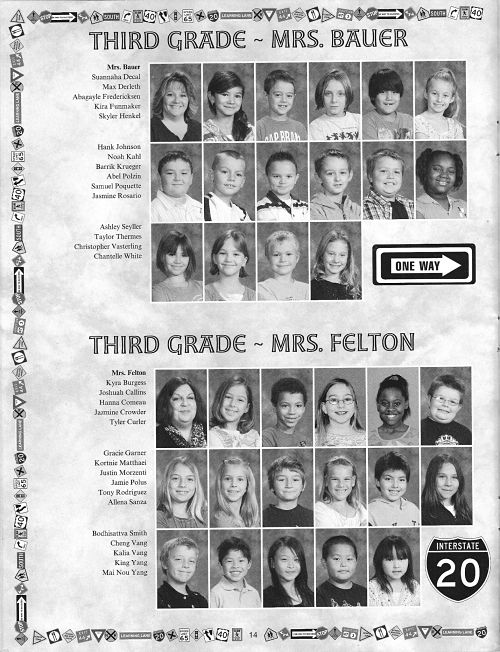 THIRD GRADE ~ MRS. BAUER
Mrs. Bauer
Suannaha Decal
Max Derleth
Abagayle Fredericksen
Kira Funmaker
Skyler Henkel
Hank Johnson
Noah Kahl
Barrik Krueger
Abel Polzin
Samuel Poquette
Jasmine Rosario
Ashley Seyller
Taylor Thermes
Christopher Vasterling
Chantelle White
ONE WAY
THIRD GRADE ~ MRS. FELTON
Mrs. Felton
Kyra Burgess
Joshuah Callins
Hanna Comeau
Jazmine Crowder
Tyler Curler
Gracie Garner
Kortnie Matthaei
Justin Morzenti
Jamie Polus
Tony Rodriguez
Allena Sanza
Bodhisattva Smith
Cheng Vang
Kalia Vang
King Yang
Mai Nou Yang
INTERSTATE
20
14